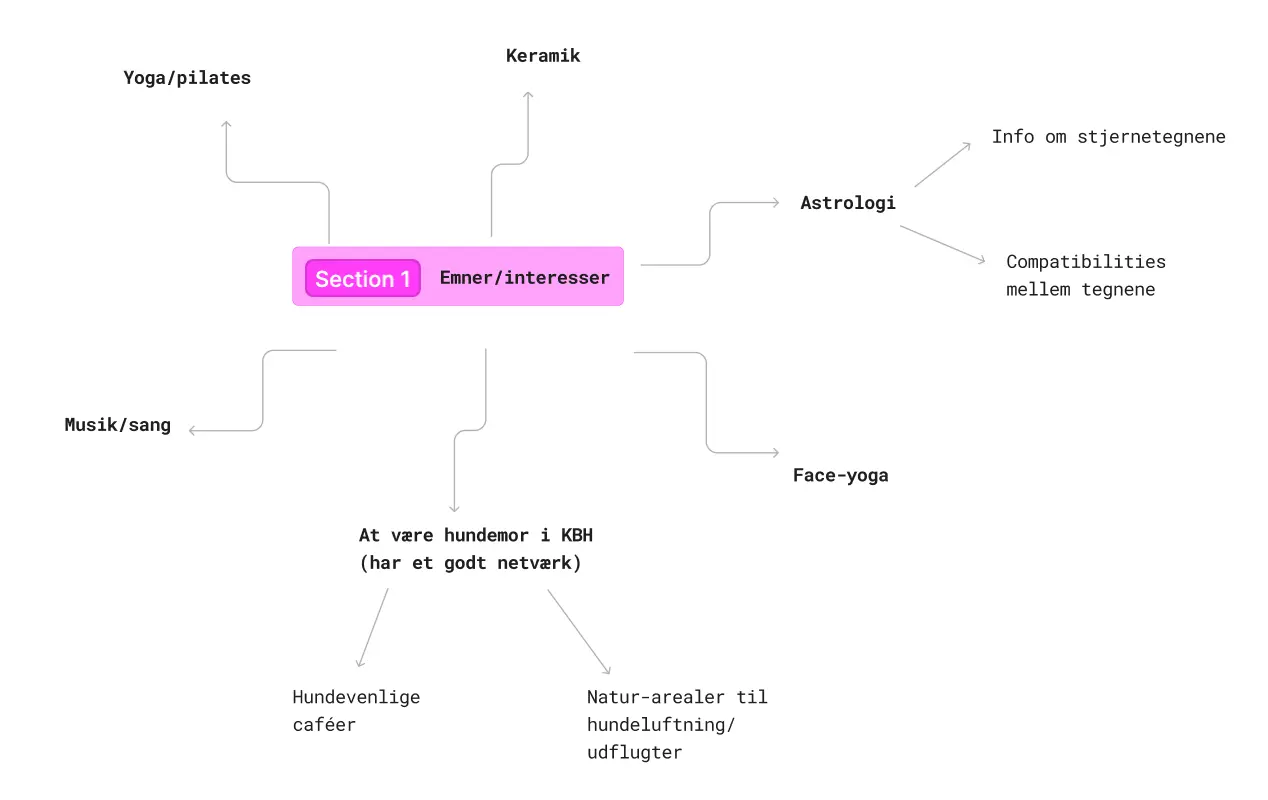 Keramik
Yoga/pilates
Info om stjernetegnene
Astrologi
Section 1 Emner/interesser
Compatibilities
mellem tegnene
Musik/sang
Face-yoga
At være hundemor i KBH
(har et godt netværk)
Hundevenlige
caféer
Natur-arealer til
hundeluftning/
udflugter